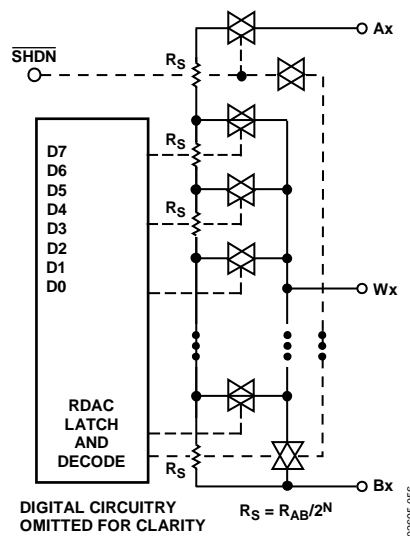 Ax
SHDN
RS
D7
D6
D5
D4
D3
D2
D1
D0
RS
RS
Wx
RDAC
LATCH
AND
DECODE
RS
Bx
DIGITAL CIRCUITRY
OMITTED FOR CLARITY
RS = RAB/2N